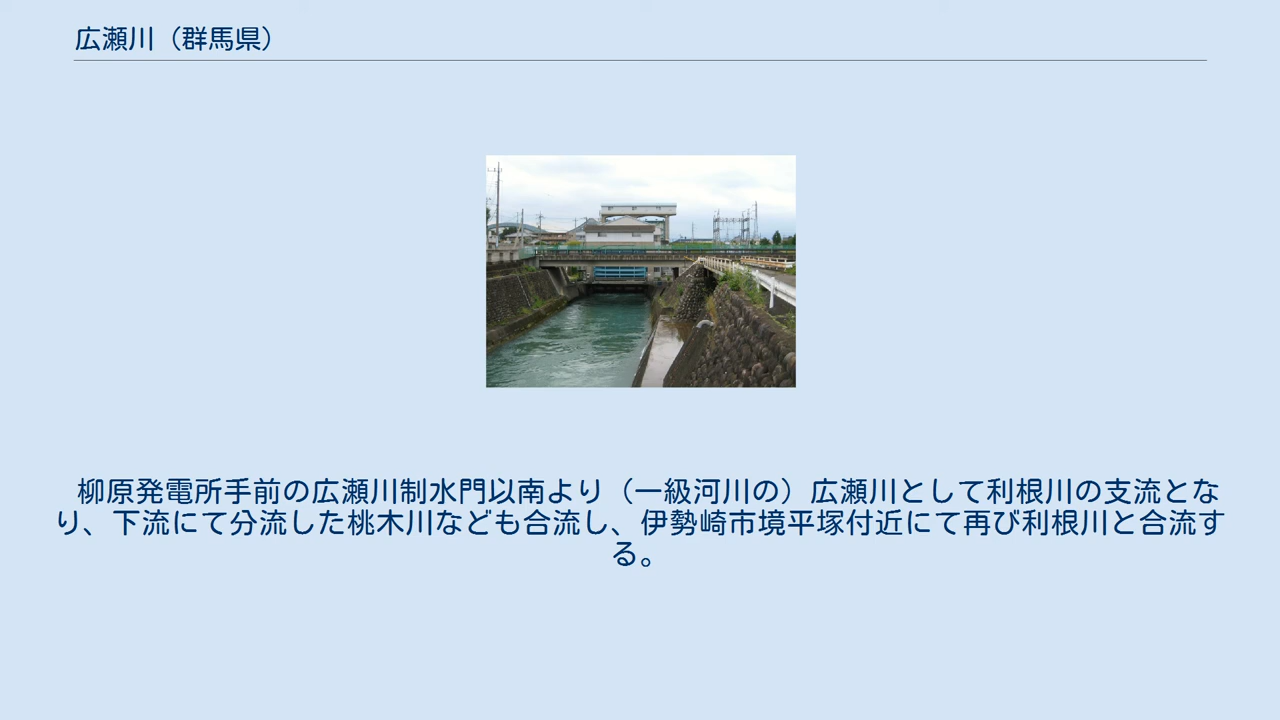 広瀬川（群馬県）
柳原発電所手前の広瀬川制水門以南より（一級河川の）広瀬川として利根川の支流とな
り、下流にて分流した桃木川なども合流し、伊勢崎市境平塚付近にて再び利根川と合流す
る。